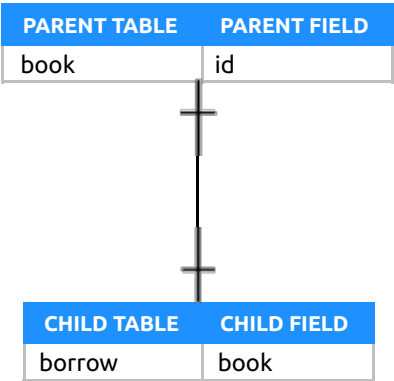 PARENT TABLE PARENT FIELD
book id
CHILD TABLE CHILD FIELD
borrow book